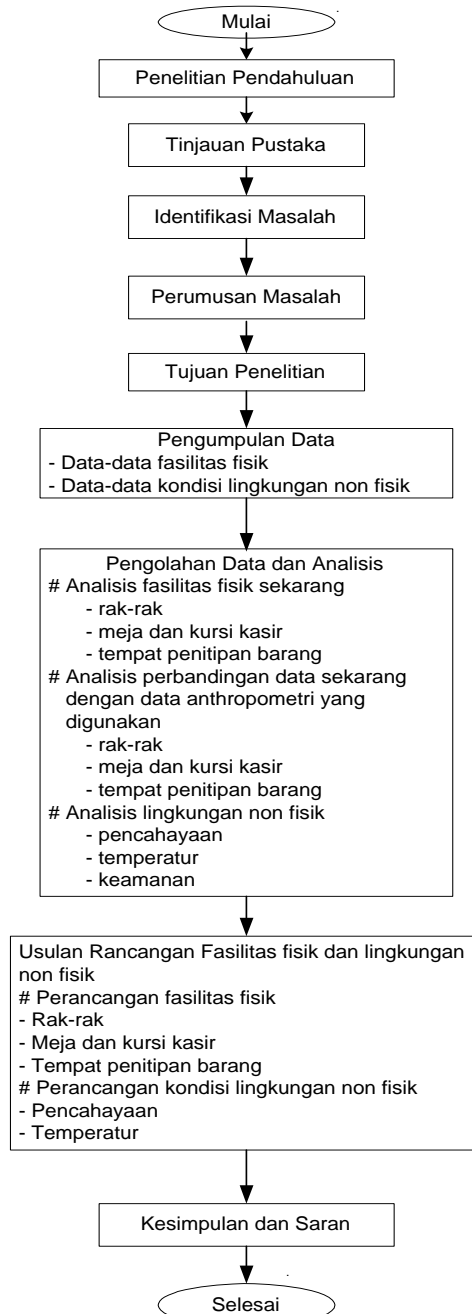 Mulai
Penelitian Pendahuluan
Tinjauan Pustaka
Identifikasi Masalah
Perumusan Masalah
Tujuan Penelitian
Pengumpulan Data
- Data-data fasilitas fisik
- Data-data kondisi lingkungan non fisik
Pengolahan Data dan Analisis
# Analisis fasilitas fisik sekarang
- rak-rak
- meja dan kursi kasir
- tempat penitipan barang
# Analisis perbandingan data sekarang
dengan data anthropometri yang
digunakan
- rak-rak
- meja dan kursi kasir
- tempat penitipan barang
# Analisis lingkungan non fisik
- pencahayaan
- temperatur
- keamanan
Usulan Rancangan Fasilitas fisik dan lingkungan
non fisik
# Perancangan fasilitas fisik
- Rak-rak
- Meja dan kursi kasir
- Tempat penitipan barang
# Perancangan kondisi lingkungan non fisik
- Pencahayaan
- Temperatur
Kesimpulan dan Saran
Selesai